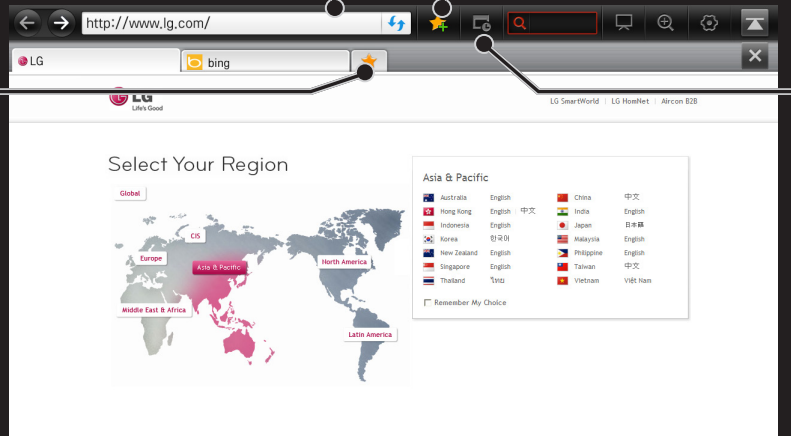 http://www.lg.com/
LG
bing
LG
Life's Good
LG SmartWorld | LG HomNet | Aircon B2B
Select Your Region
Global
CIS
Europe
Asia & Pacific
North America
Middle East & Africa
Latin America
Asia & Pacific
Australia English China 中文
Hong Kong English | 中文 India English
Indonesia English Japan 日本語
Korea 한국어 Malaysia English
New Zealand English Philippine English
Singapore English Taiwan 中文
Thailand ไทย Vietnam Việt Nam
Remember My Choice